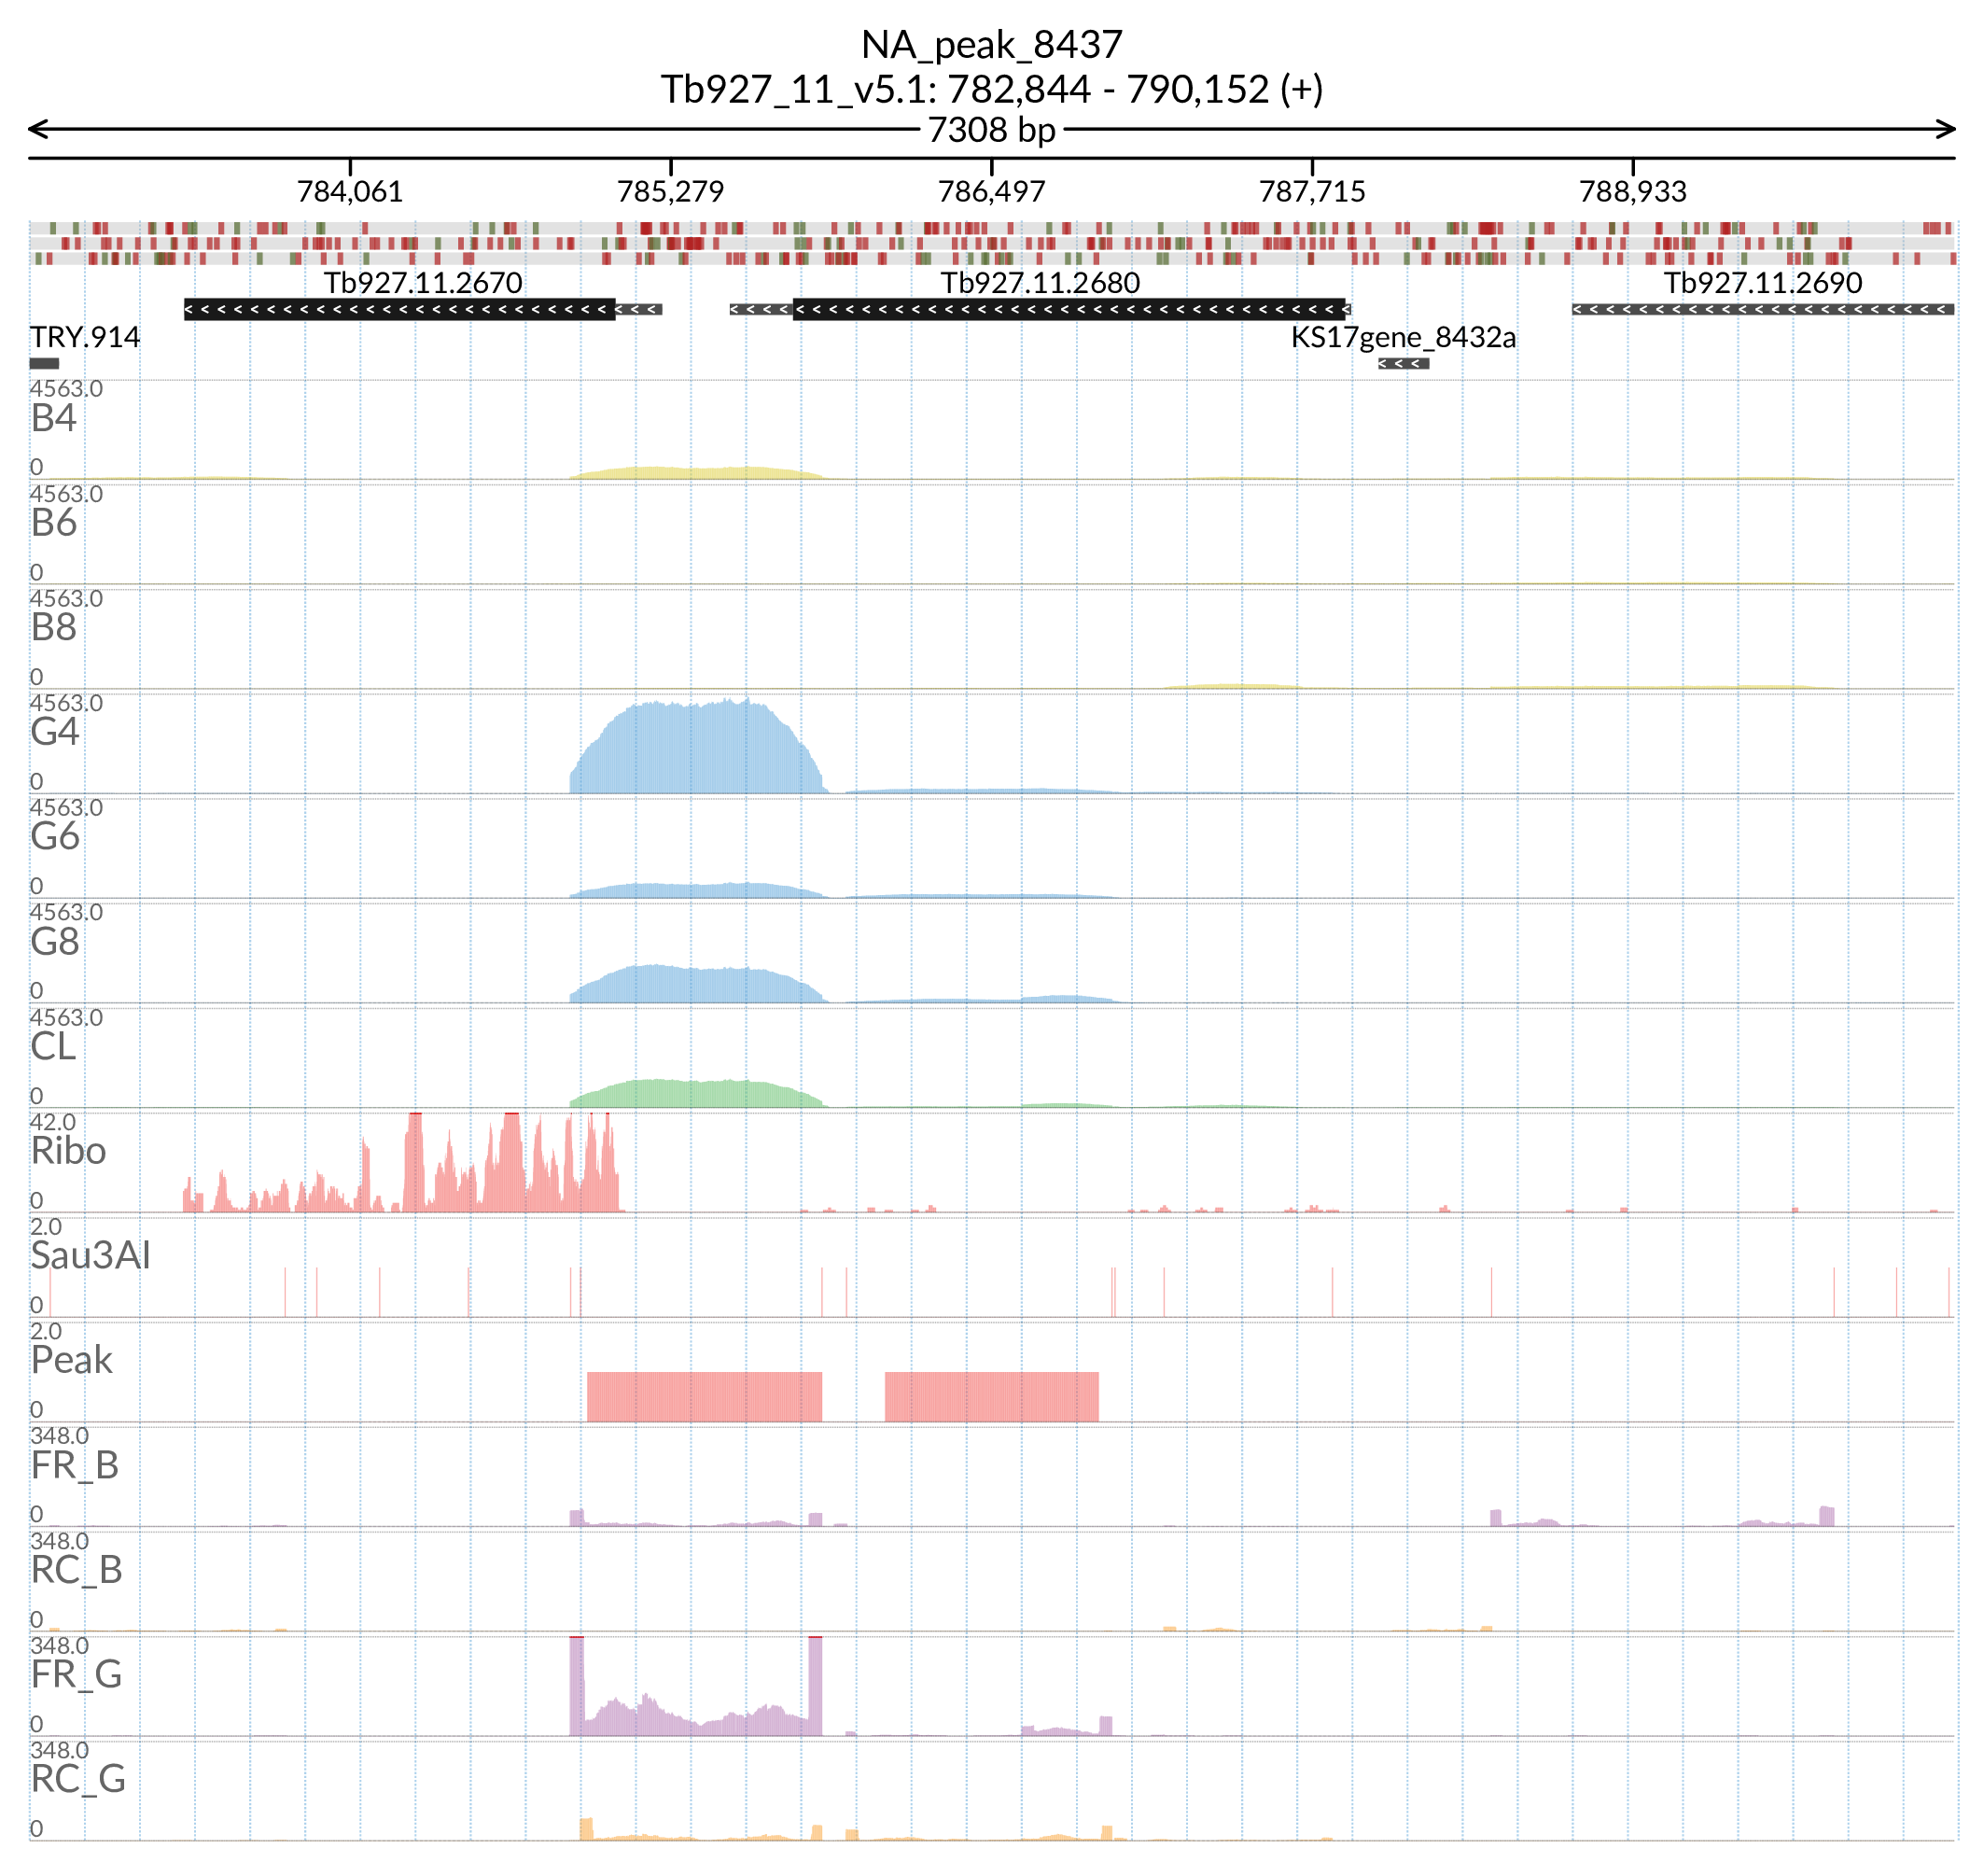 NA_peak_8437
Tb927_11_v5.1: 782,844 - 790,152 (+)
7308 bp
784,061 785,279 786,497 787,715 788,933
Tb927.11.2670 Tb927.11.2680 Tb927.11.2690
TRY.914 KS17gene_8432a
4563.0
B4
0
4563.0
B6
0
4563.0
B8
0
4563.0
G4
0
4563.0
G6
0
4563.0
G8
0
4563.0
CL
0
42.0
Ribo
0
2.0
Sau3AI
0
2.0
Peak
0
348.0
FR_B
0
348.0
RC_B
0
348.0
FR_G
0
348.0
RC_G
0